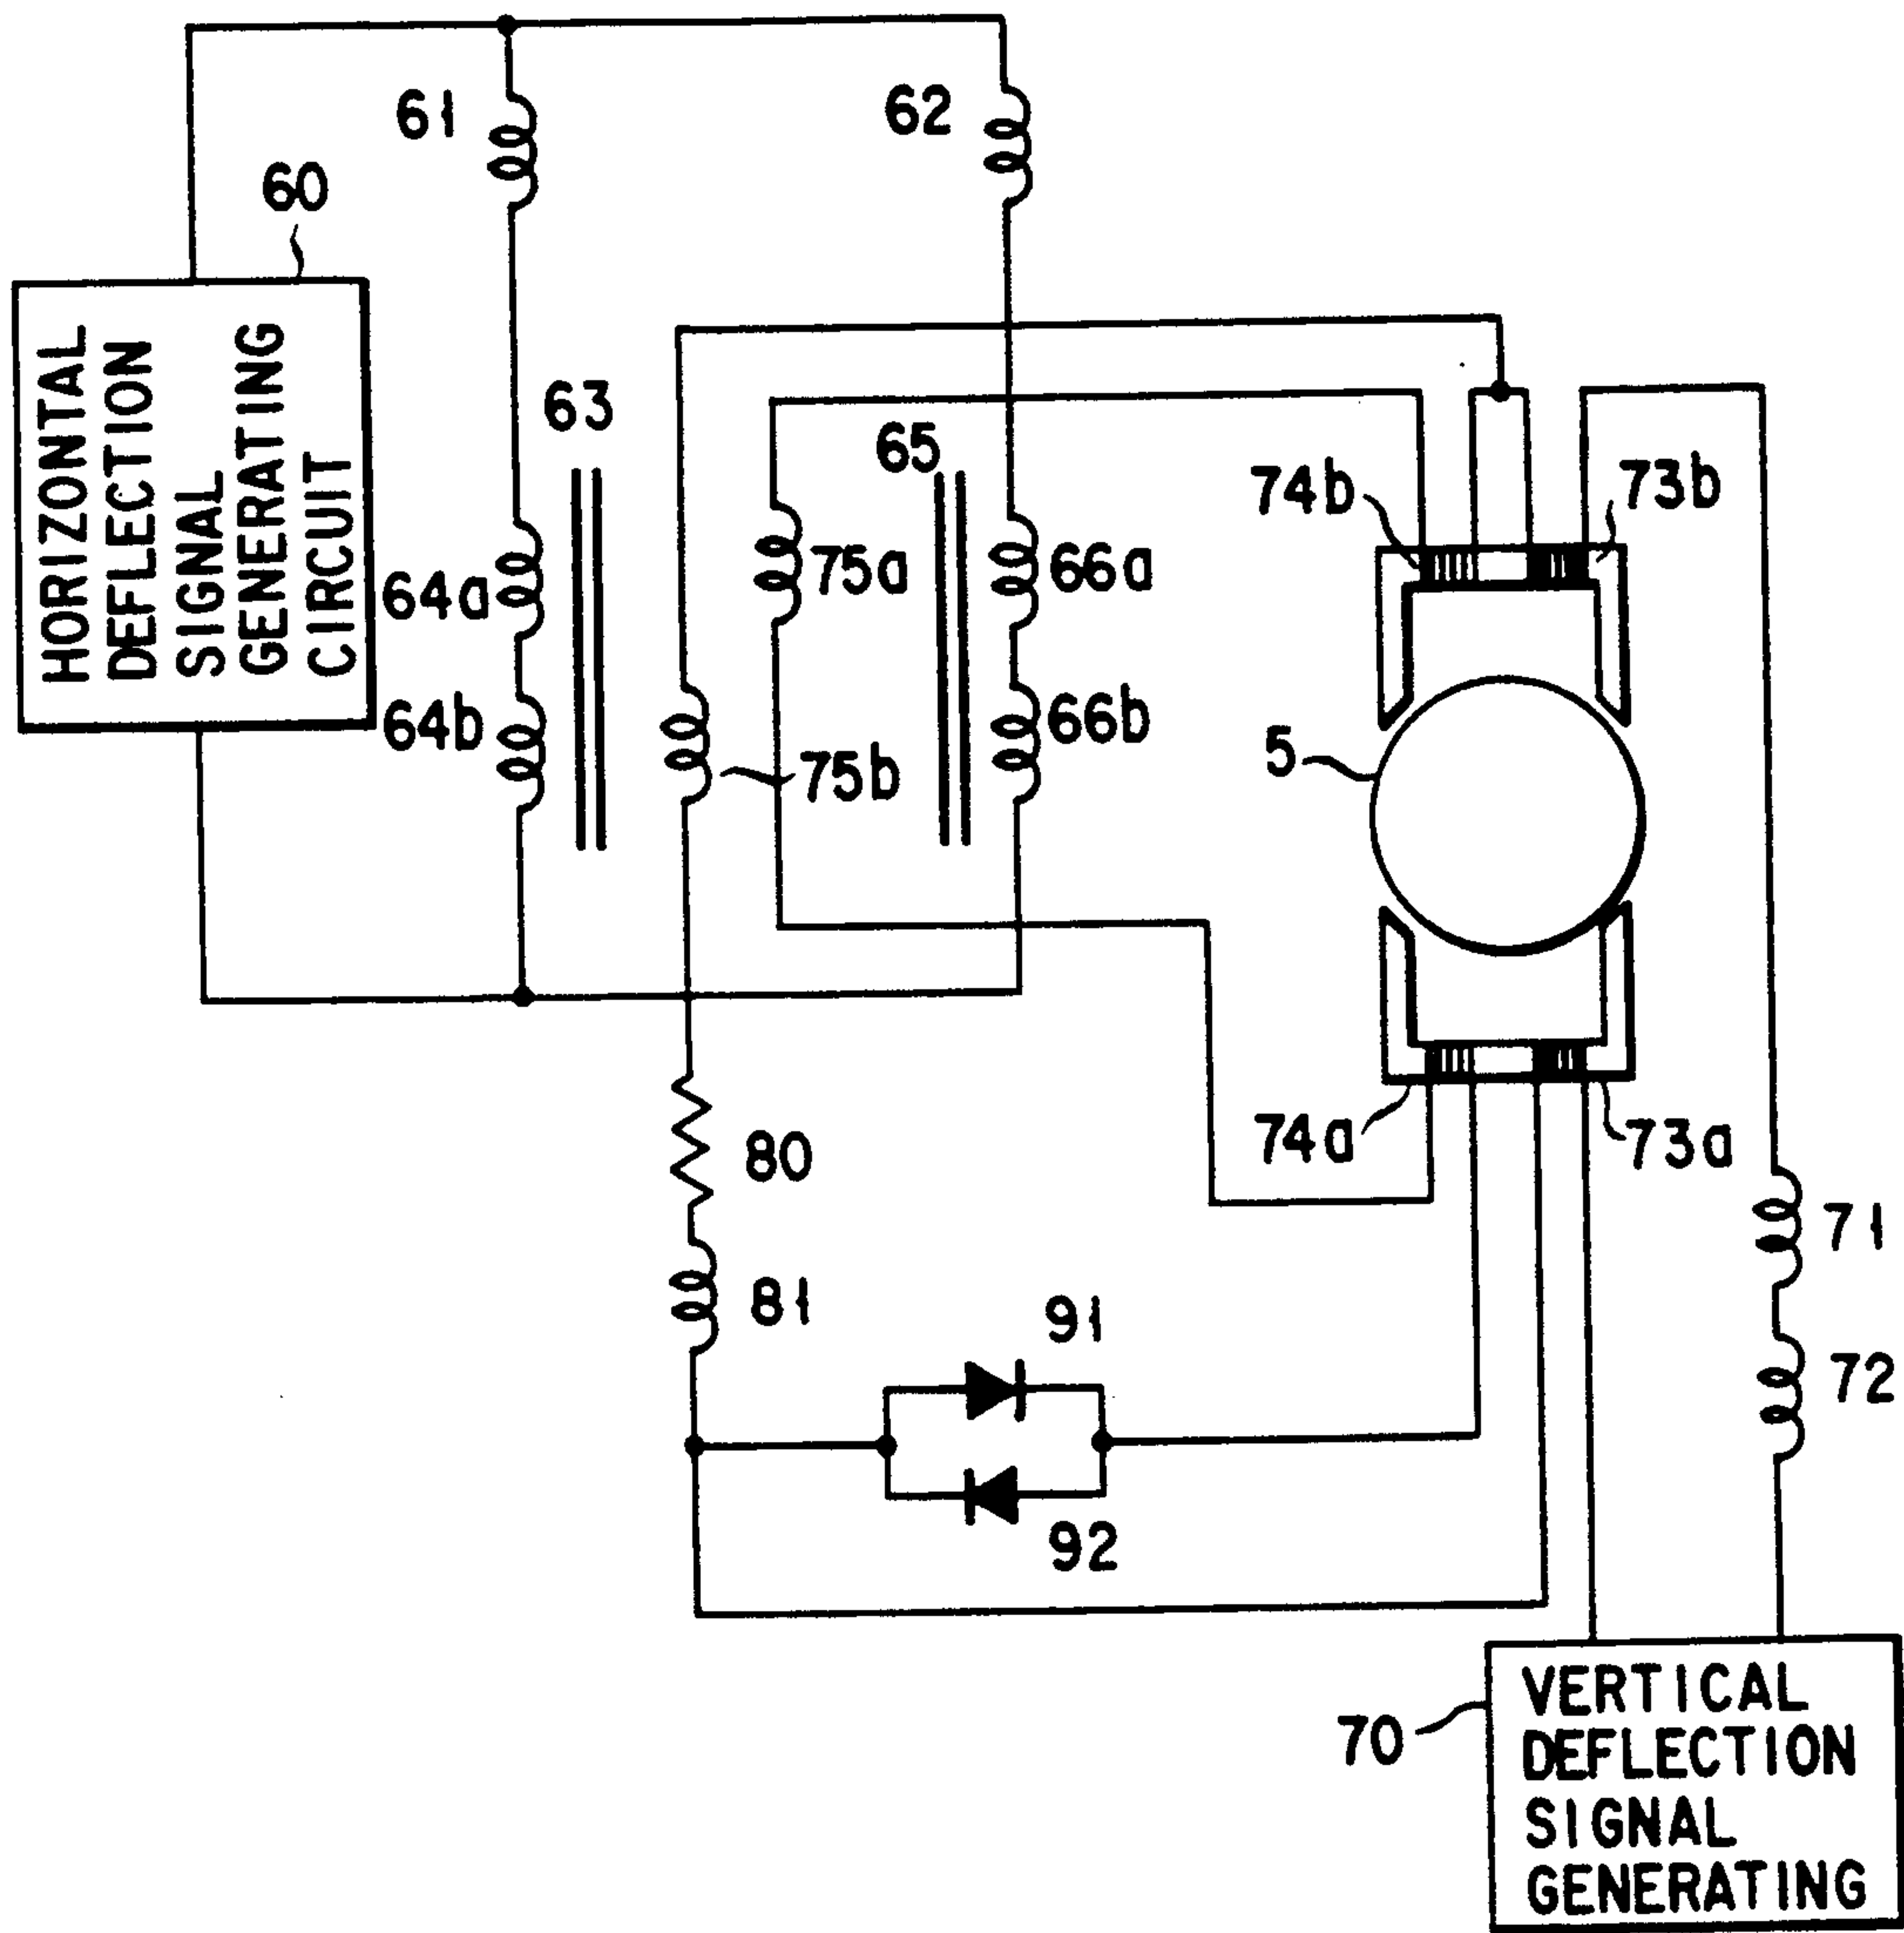 61
62
60
HORIZONTAL
DEFLECTION
SIGNAL
GENERATING
CIRCUIT
63
65
74b
73b
64a
75a
66a
64b
75b
66b
5
74a
73a
80
71
81
91
72
92
70
VERTICAL
DEFLECTION
SIGNAL
GENERATING